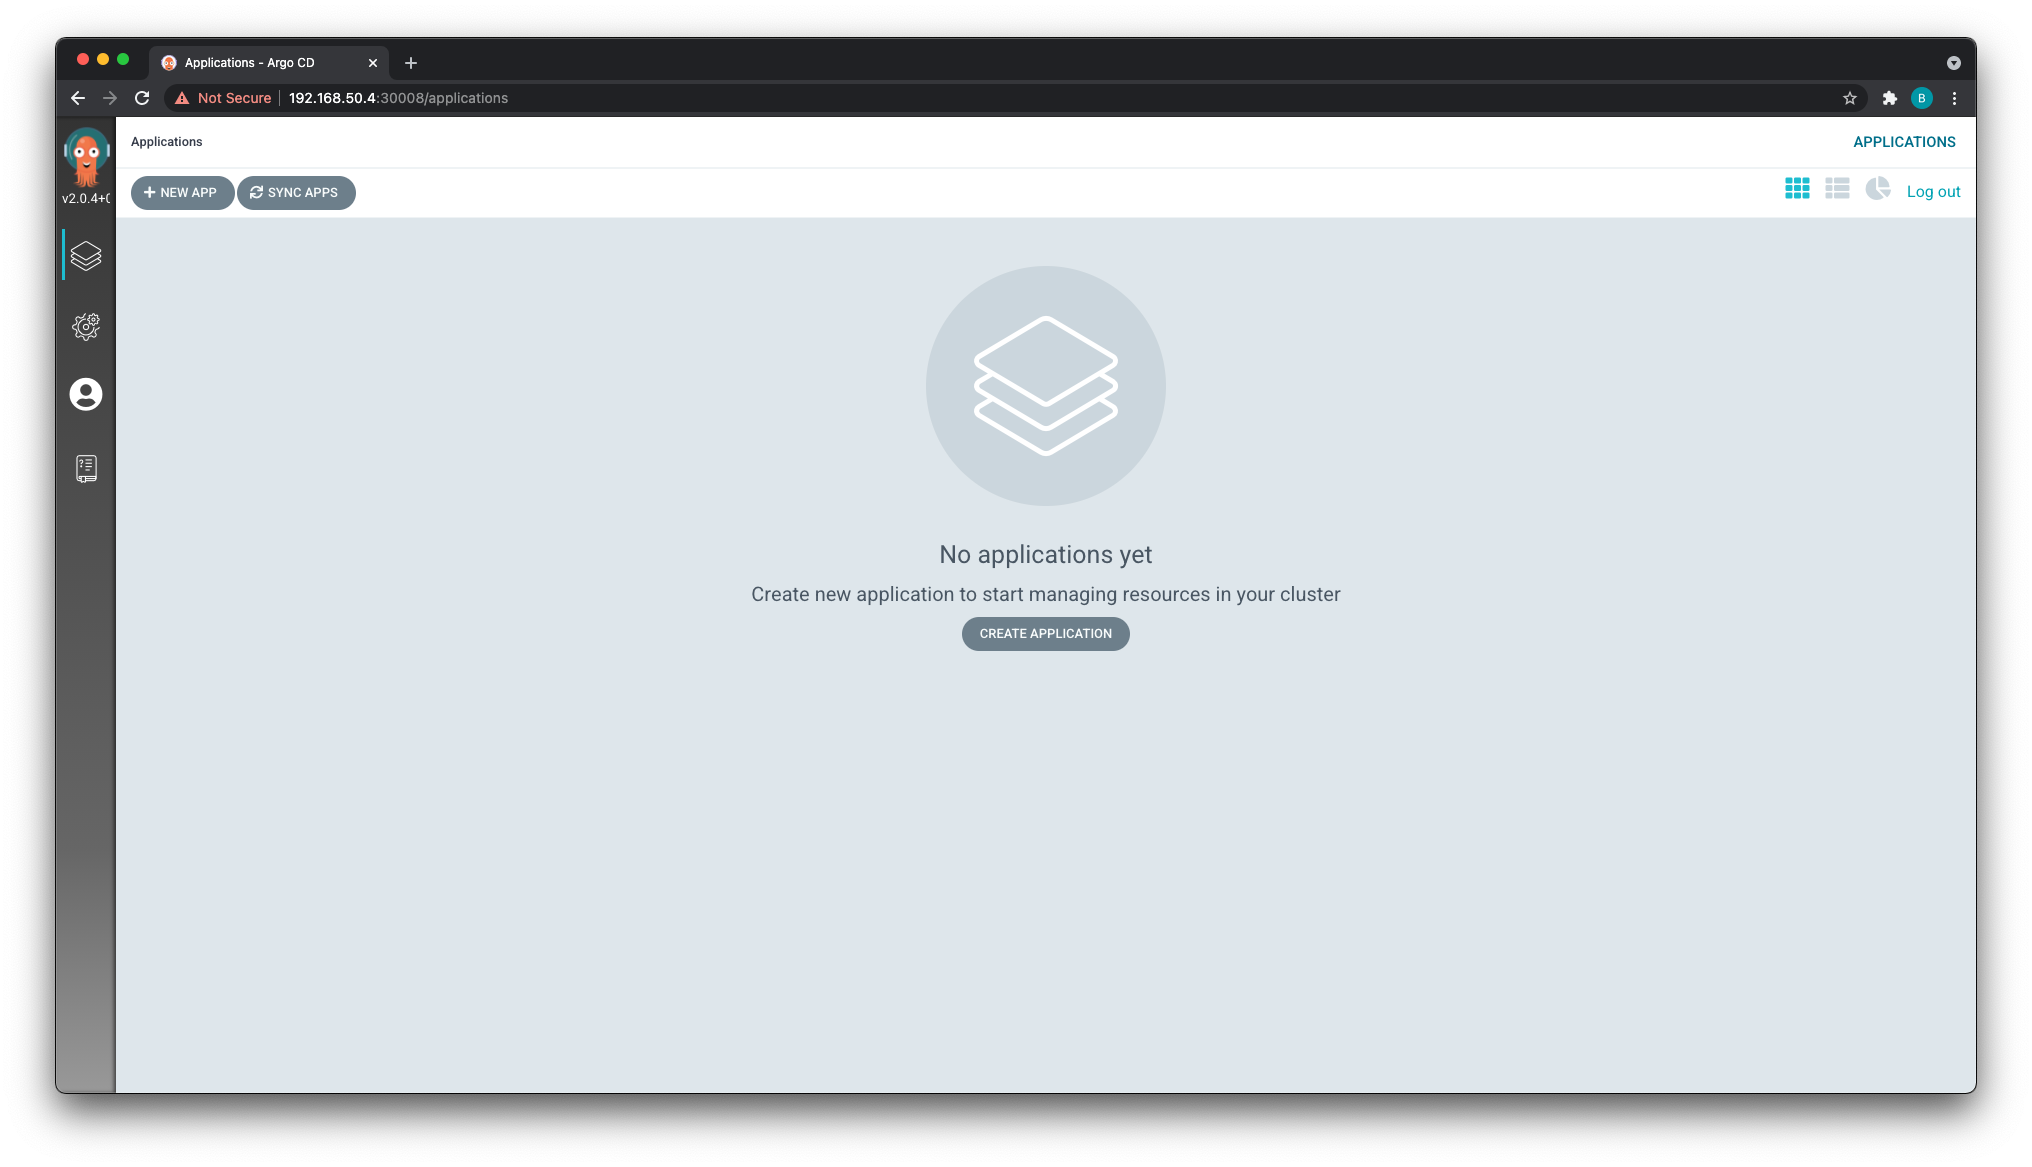 Applications - Argo CD
Not Secure 192.168.50.4:30008/applications
B
v2.0.4+
Applications
APPLICATIONS
NEW APP
SYNC APPS
Log out
No applications yet
Create new application to start managing resources in your cluster
CREATE APPLICATION